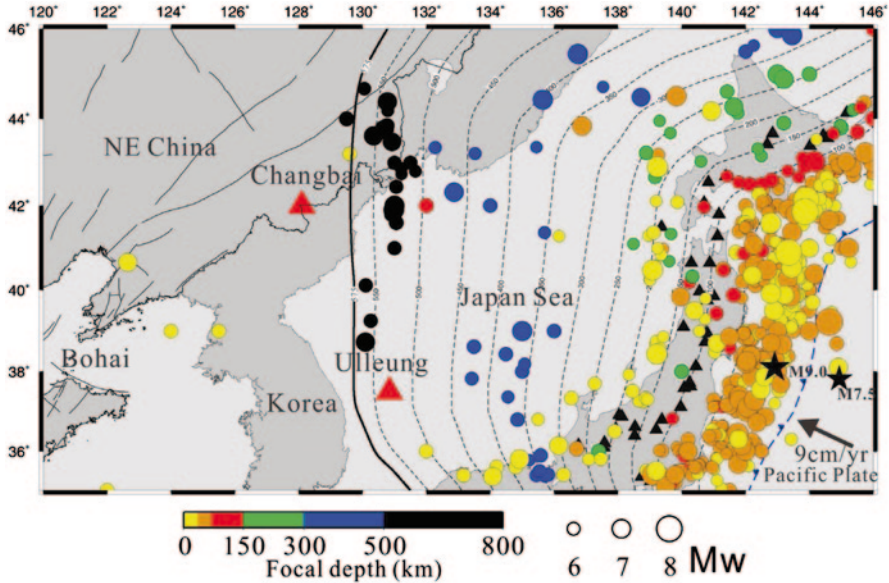 120° 122° 124° 126° 128° 130° 132° 134° 136° 138° 140° 142° 144° 146°
46°
44°
NE China
Changbai
42°
40°
Japan Sea
Bohai
Ulleung
38°
M9.0
M7.5
Korea
36°
9cm/yr
Pacific Plate
0 150 300 500 800
Focal depth (km)
6 7 8 Mw